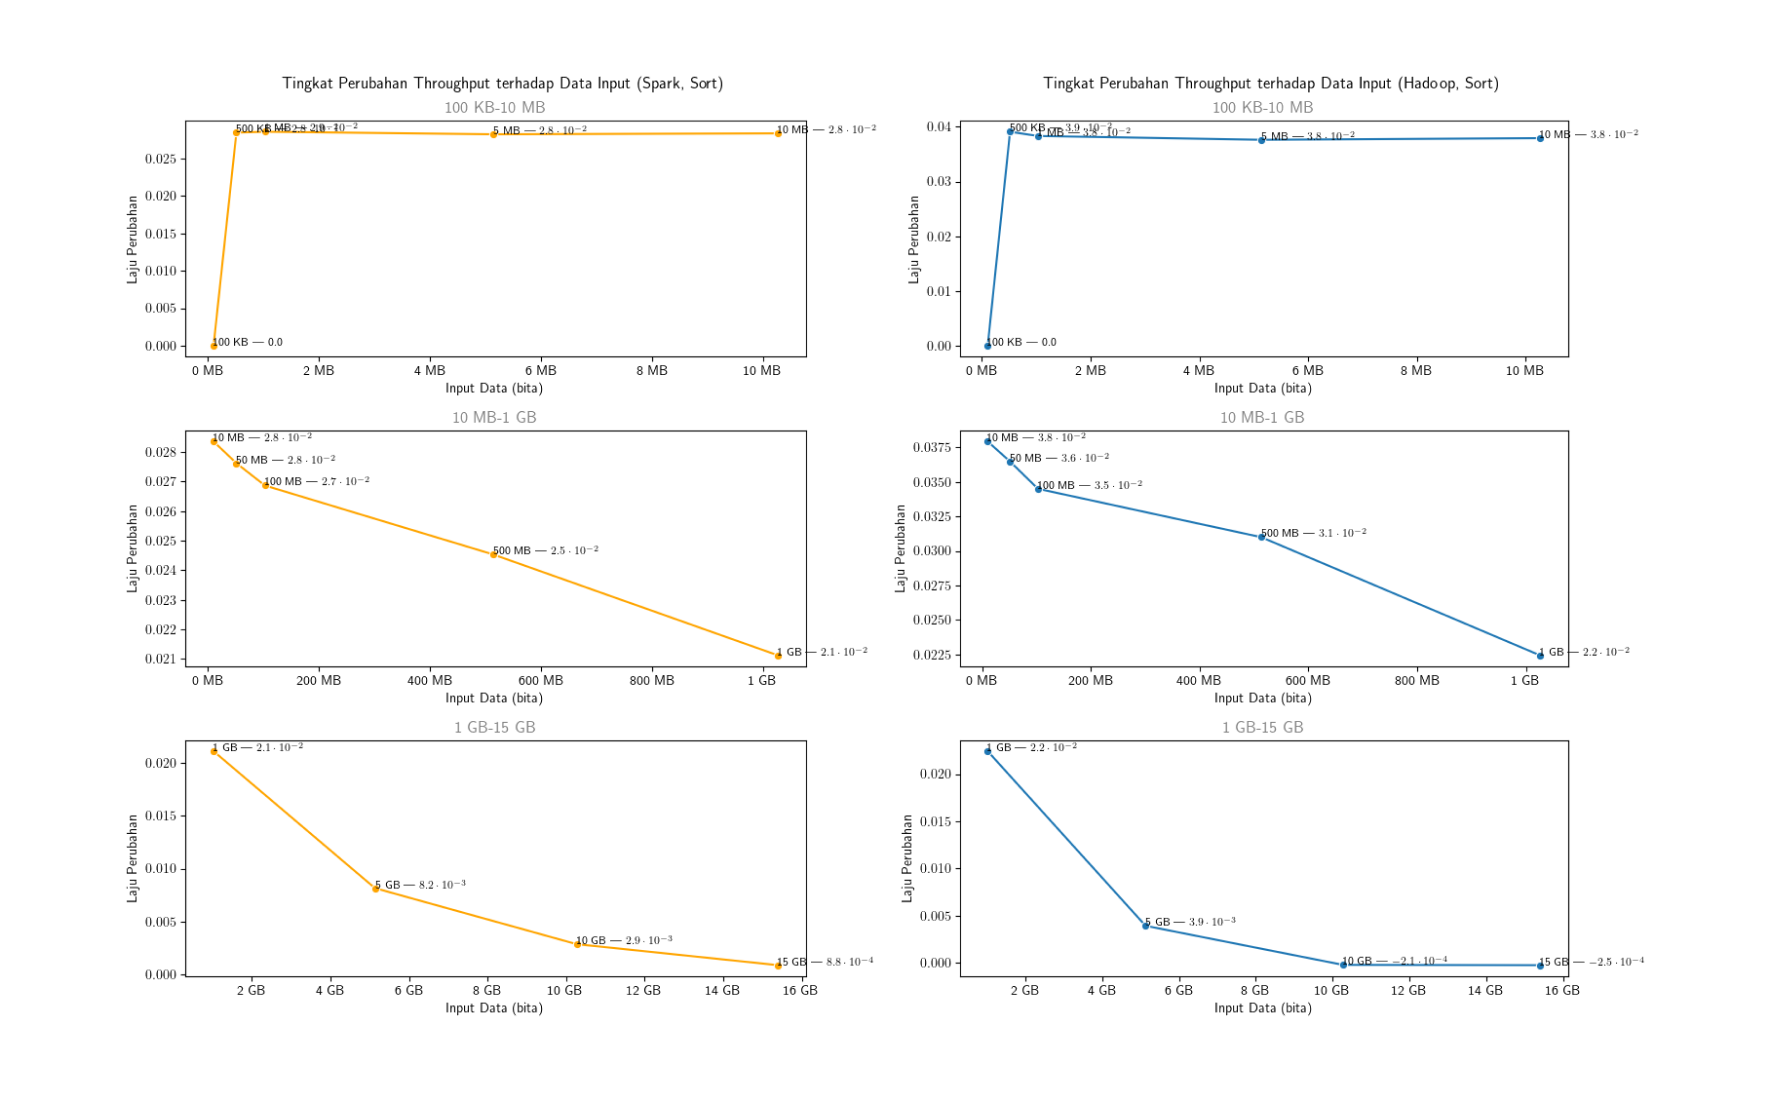 Tingkat Perubahan Throughput terhadap Data Input (Spark, Sort)
100 KB-10 MB
500 KB — 2.8 · 10⁻²
1 MB — 2.9 · 10⁻²
5 MB — 2.8 · 10⁻²
10 MB — 2.8 · 10⁻²
100 KB — 0.0
0.025
0.020
0.015
0.010
0.005
0.000
Laju Perubahan
0 MB 2 MB 4 MB 6 MB 8 MB 10 MB
Input Data (bita)
Tingkat Perubahan Throughput terhadap Data Input (Hadoop, Sort)
100 KB-10 MB
500 KB — 3.9 · 10⁻²
1 MB — 3.8 · 10⁻²
5 MB — 3.8 · 10⁻²
10 MB — 3.8 · 10⁻²
100 KB — 0.0
0.04
0.03
0.02
0.01
0.00
Laju Perubahan
0 MB 2 MB 4 MB 6 MB 8 MB 10 MB
Input Data (bita)
10 MB-1 GB
10 MB — 2.8 · 10⁻²
50 MB — 2.8 · 10⁻²
100 MB — 2.7 · 10⁻²
500 MB — 2.5 · 10⁻²
1 GB — 2.1 · 10⁻²
0.028
0.027
0.026
0.025
0.024
0.023
0.022
0.021
Laju Perubahan
0 MB 200 MB 400 MB 600 MB 800 MB 1 GB
Input Data (bita)
10 MB-1 GB
10 MB — 3.8 · 10⁻²
50 MB — 3.6 · 10⁻²
100 MB — 3.5 · 10⁻²
500 MB — 3.1 · 10⁻²
1 GB — 2.2 · 10⁻²
0.0375
0.0350
0.0325
0.0300
0.0275
0.0250
0.0225
Laju Perubahan
0 MB 200 MB 400 MB 600 MB 800 MB 1 GB
Input Data (bita)
1 GB-15 GB
1 GB — 2.1 · 10⁻²
5 GB — 8.2 · 10⁻³
10 GB — 2.9 · 10⁻³
15 GB — 8.8 · 10⁻⁴
0.020
0.015
0.010
0.005
0.000
Laju Perubahan
2 GB 4 GB 6 GB 8 GB 10 GB 12 GB 14 GB 16 GB
Input Data (bita)
1 GB-15 GB
1 GB — 2.2 · 10⁻²
5 GB — 3.9 · 10⁻³
10 GB — −2.1 · 10⁻⁴
15 GB — −2.5 · 10⁻⁴
0.020
0.015
0.010
0.005
0.000
Laju Perubahan
2 GB 4 GB 6 GB 8 GB 10 GB 12 GB 14 GB 16 GB
Input Data (bita)